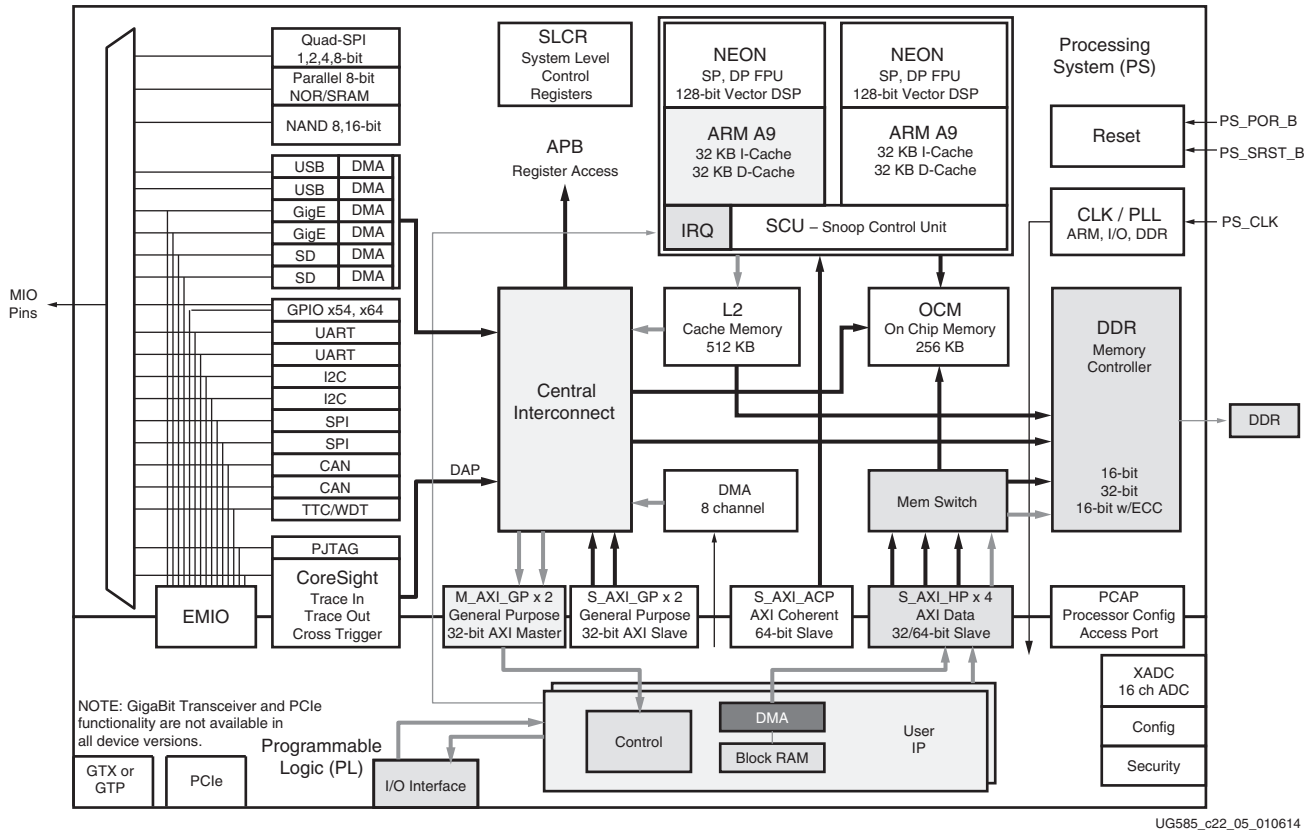 Quad-SPI
1,2,4,8-bit
Parallel 8-bit
NOR/SRAM
NAND 8,16-bit
USB DMA
USB DMA
GigE DMA
GigE DMA
SD DMA
SD DMA
GPIO x54, x64
UART
UART
I2C
I2C
SPI
SPI
CAN
CAN
TTC/WDT
PJTAG
CoreSight
Trace In
Trace Out
Cross Trigger
MIO
Pins
EMIO
SLCR
System Level
Control
Registers
APB
Register Access
NEON
SP, DP FPU
128-bit Vector DSP
ARM A9
32 KB I-Cache
32 KB D-Cache
NEON
SP, DP FPU
128-bit Vector DSP
ARM A9
32 KB I-Cache
32 KB D-Cache
IRQ
SCU – Snoop Control Unit
Processing
System (PS)
Reset
PS_POR_B
PS_SRST_B
CLK / PLL
ARM, I/O, DDR
PS_CLK
Central
Interconnect
DAP
L2
Cache Memory
512 KB
OCM
On Chip Memory
256 KB
DDR
Memory
Controller
16-bit
32-bit
16-bit w/ECC
DDR
DMA
8 channel
Mem Switch
M_AXI_GP x 2
General Purpose
32-bit AXI Master
S_AXI_GP x 2
General Purpose
32-bit AXI Slave
S_AXI_ACP
AXI Coherent
64-bit Slave
S_AXI_HP x 4
AXI Data
32/64-bit Slave
PCAP
Processor Config
Access Port
XADC
16 ch ADC
Config
Security
NOTE: GigaBit Transceiver and PCIe
functionality are not available in
all device versions.
Programmable
Logic (PL)
GTX or
GTP
PCIe
I/O Interface
Control
DMA
Block RAM
User
IP
UG585_c22_05_010614